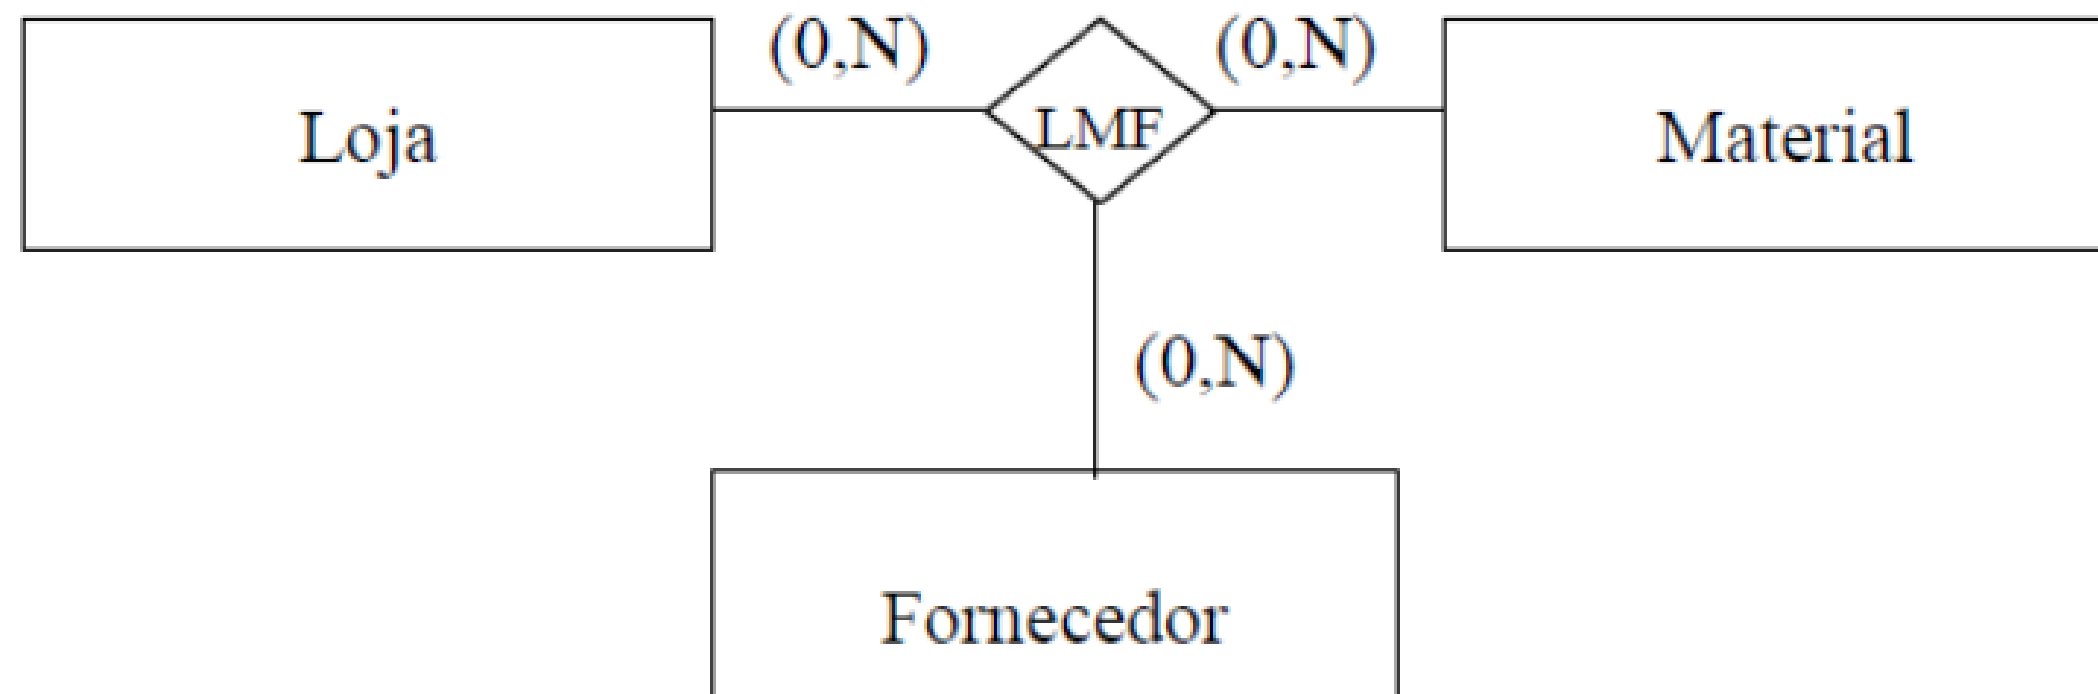 (0,N)
(0,N)
Loja
LMF
Material
(0,N)
Fornecedor